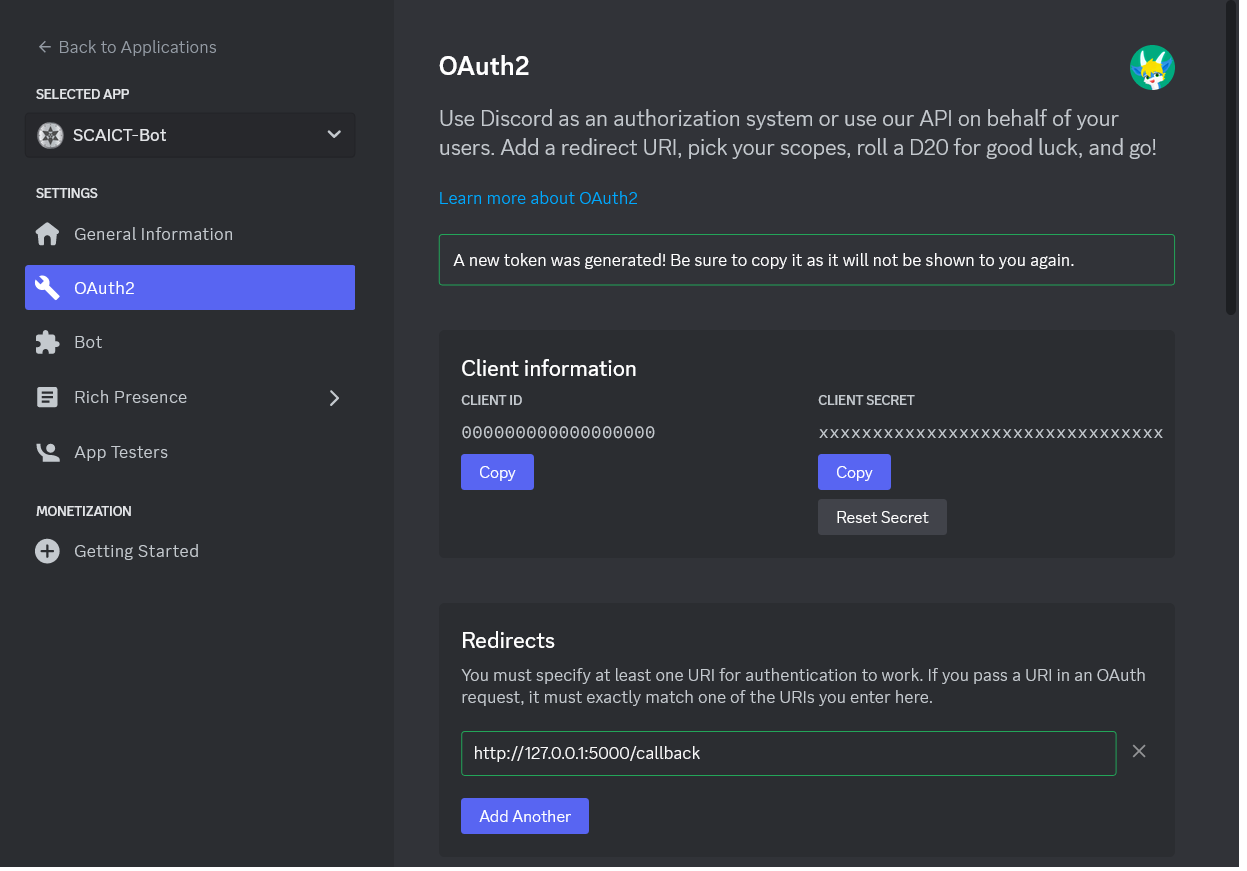 Back to Applications
SELECTED APP
SCAICT-Bot
SETTINGS
General Information
OAuth2
Bot
Rich Presence
App Testers
MONETIZATION
Getting Started
OAuth2
Use Discord as an authorization system or use our API on behalf of your
users. Add a redirect URI, pick your scopes, roll a D20 for good luck, and go!
Learn more about OAuth2
A new token was generated! Be sure to copy it as it will not be shown to you again.
Client information
CLIENT ID
000000000000000000
Copy
CLIENT SECRET
xxxxxxxxxxxxxxxxxxxxxxxxxxxxxxxx
Copy
Reset Secret
Redirects
You must specify at least one URI for authentication to work. If you pass a URI in an OAuth
request, it must exactly match one of the URIs you enter here.
http://127.0.0.1:5000/callback
Add Another